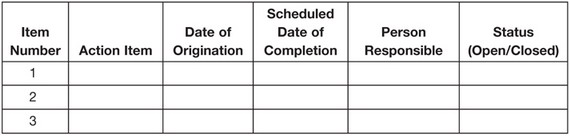 Item Number
Action Item
Date of Origination
Scheduled Date of Completion
Person Responsible
Status (Open/Closed)
1
2
3